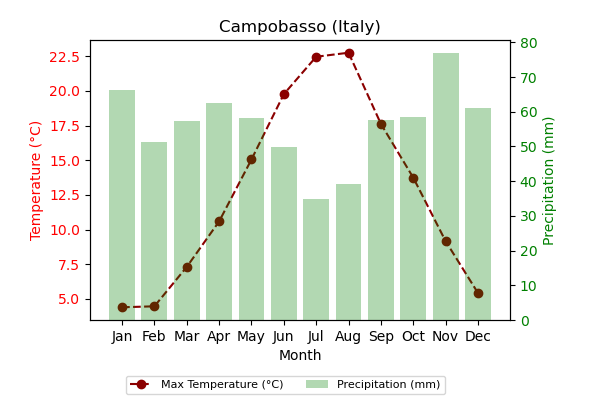 Campobasso (Italy)
Temperature (°C)
22.5
20.0
17.5
15.0
12.5
10.0
7.5
5.0
80
70
60
50
40
30
20
10
0
Precipitation (mm)
Jan Feb Mar Apr May Jun Jul Aug Sep Oct Nov Dec
Month
Max Temperature (°C) Precipitation (mm)